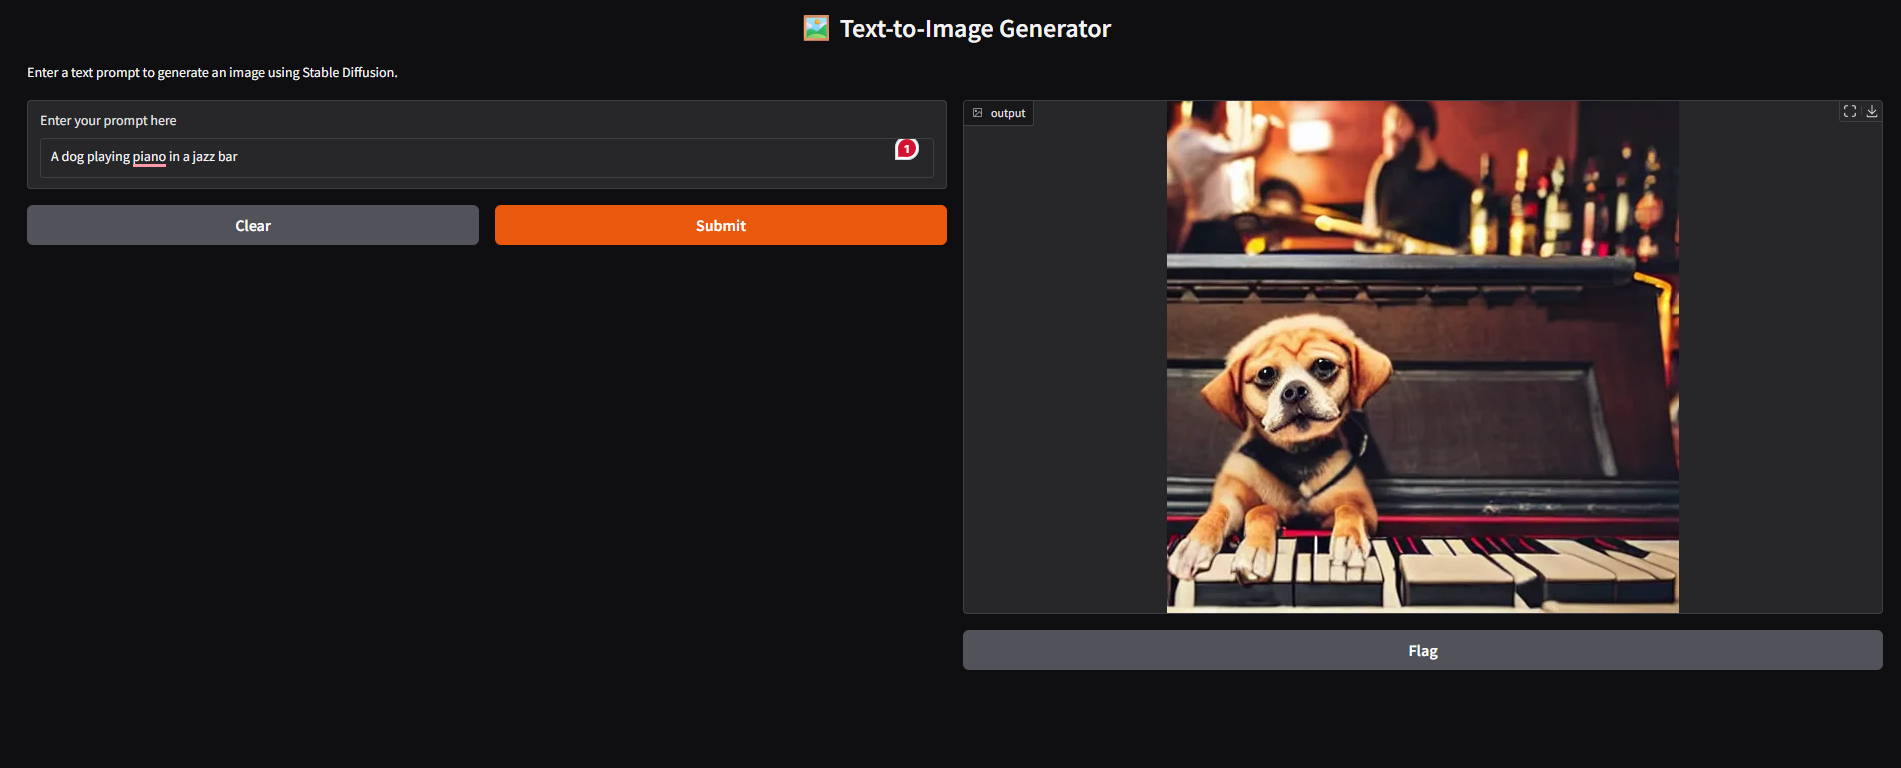 Text-to-Image Generator
Enter a text prompt to generate an image using Stable Diffusion.
Enter your prompt here
A dog playing piano in a jazz bar
1
Clear
Submit
output
Flag